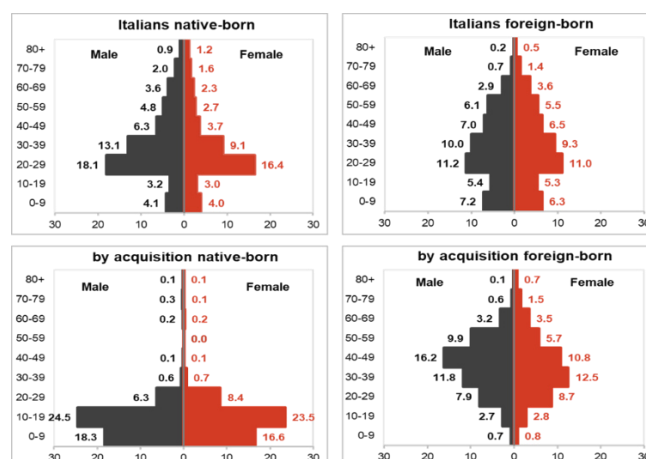 Italians native-born
Male Female
80+ 0.9 1.2
70-79 2.0 1.6
60-69 3.6 2.3
50-59 4.8 2.7
40-49 6.3 3.7
30-39 13.1 9.1
20-29 18.1 16.4
10-19 3.2 3.0
0-9 4.1 4.0
30 20 10 0 10 20 30
Italians foreign-born
Male Female
80+ 0.2 0.5
70-79 0.7 1.4
60-69 2.9 3.6
50-59 6.1 5.5
40-49 7.0 6.5
30-39 10.0 9.3
20-29 11.2 11.0
10-19 5.4 5.3
0-9 7.2 6.3
30 20 10 0 10 20 30
by acquisition native-born
Male Female
80+ 0.1 0.1
70-79 0.3 0.1
60-69 0.2 0.2
50-59 0.0
40-49 0.1 0.1
30-39 0.6 0.7
20-29 6.3 8.4
10-19 24.5 23.5
0-9 18.3 16.6
30 20 10 0 10 20 30
by acquisition foreign-born
Male Female
80+ 0.1 0.7
70-79 0.6 1.5
60-69 3.2 3.5
50-59 9.9 5.7
40-49 16.2 10.8
30-39 11.8 12.5
20-29 7.9 8.7
10-19 2.7 2.8
0-9 0.7 0.8
30 20 10 0 10 20 30